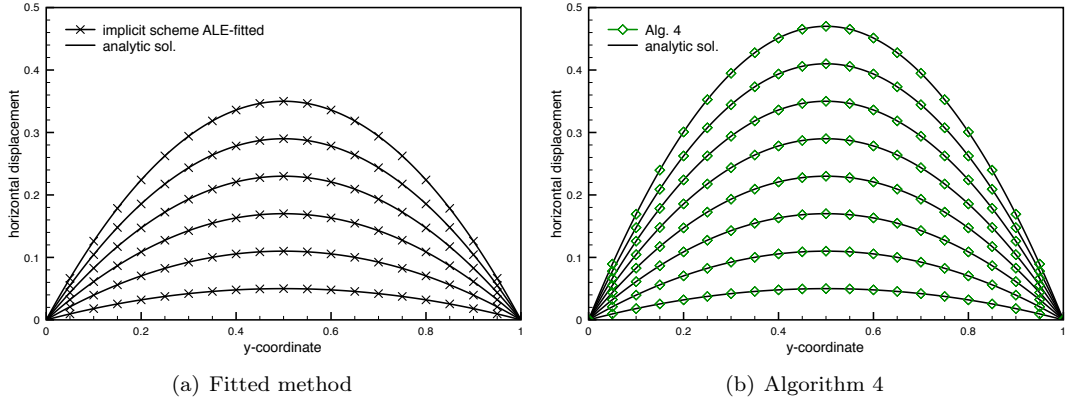 0.5
0.4
0.3
0.2
0.1
0
0.2
0.4
0.6
0.8
1
horizontal displacement
y-coordinate
implicit scheme ALE-fitted
analytic sol.
(a) Fitted method
0.5
0.4
0.3
0.2
0.1
0
0
0.2
0.4
0.6
0.8
1
horizontal displacement
y-coordinate
Alg. 4
analytic sol.
(b) Algorithm 4